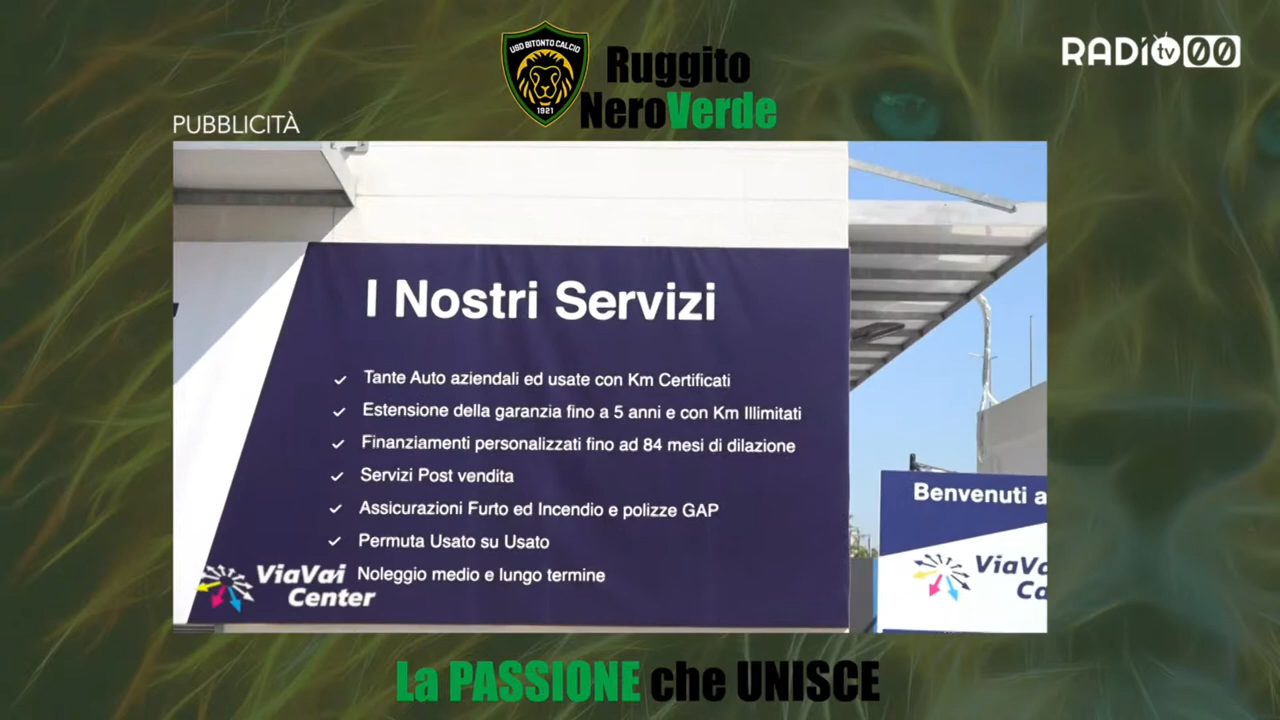 USD BITONTO CALCIO
1921
Ruggito
NeroVerde
RADIO tv 00
PUBBLICITÀ
I Nostri Servizi
Tante Auto aziendali ed usate con Km Certificati
Estensione della garanzia fino a 5 anni e con Km Illimitati
Finanziamenti personalizzati fino ad 84 mesi di dilazione
Servizi Post vendita
Assicurazioni Furto ed Incendio e polizze GAP
Permuta Usato su Usato
Noleggio medio e lungo termine
ViaVai
Center
Benvenuti a
ViaVa
Ce
La PASSIONE che UNISCE